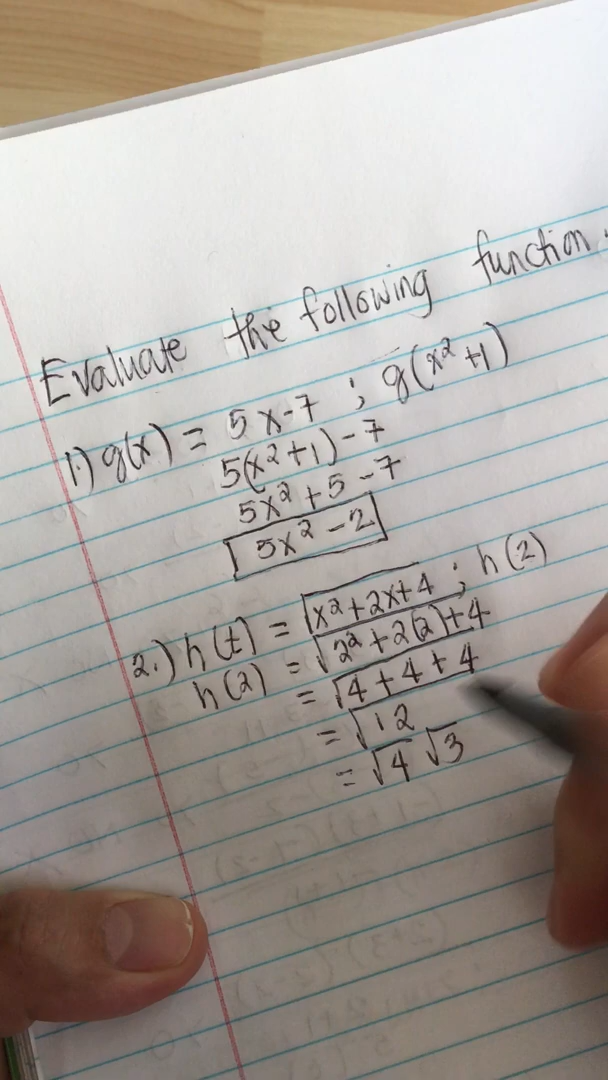 Evaluate the following function.
1.) g(x) = 5x-7 ; g(x² +1)
5(x²+1) - 7
5x² + 5 - 7
5x² - 2
2.) h(t) = √x²+2x+4 ; h(2)
h(2) = √2²+2(2)+4
= √4+4+4
= √12
= √4 √3